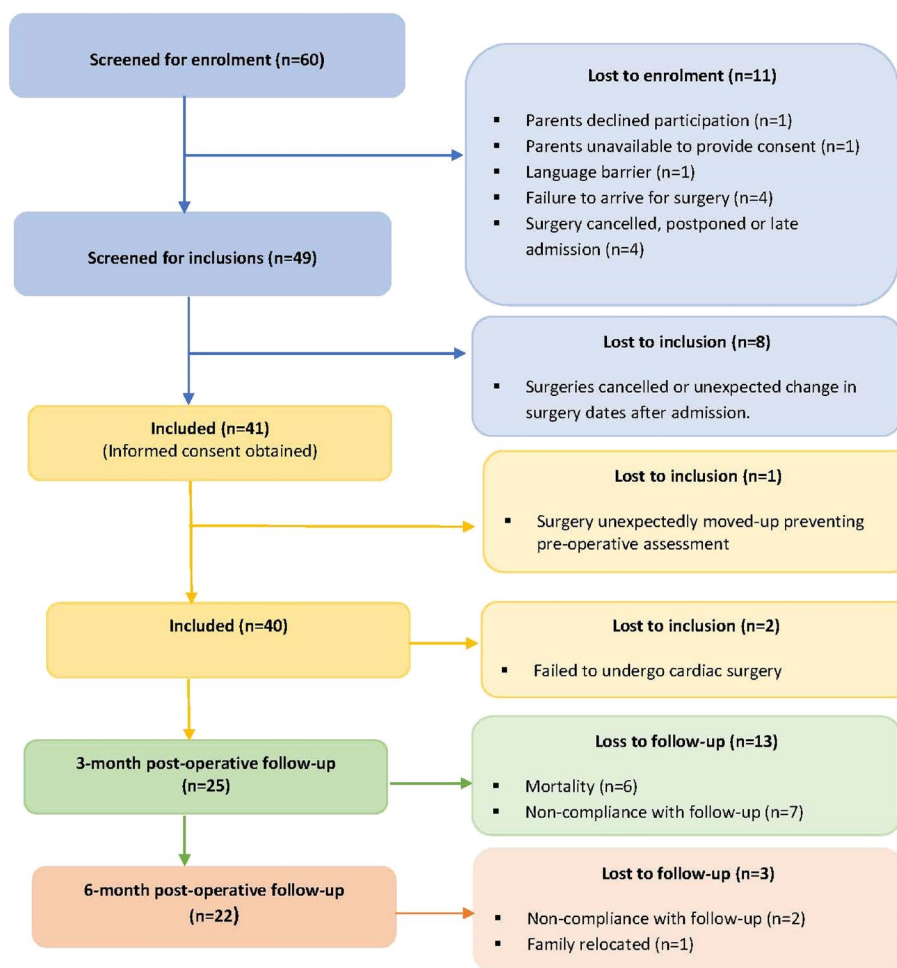 Screened for enrolment (n=60)
Lost to enrolment (n=11)
▪ Parents declined participation (n=1)
▪ Parents unavailable to provide consent (n=1)
▪ Language barrier (n=1)
▪ Failure to arrive for surgery (n=4)
▪ Surgery cancelled, postponed or late
admission (n=4)
Screened for inclusions (n=49)
Lost to inclusion (n=8)
▪ Surgeries cancelled or unexpected change in
surgery dates after admission.
Included (n=41)
(Informed consent obtained)
Lost to inclusion (n=1)
▪ Surgery unexpectedly moved-up preventing
pre-operative assessment
Included (n=40)
Lost to inclusion (n=2)
▪ Failed to undergo cardiac surgery
3-month post-operative follow-up
(n=25)
Loss to follow-up (n=13)
▪ Mortality (n=6)
▪ Non-compliance with follow-up (n=7)
6-month post-operative follow-up
(n=22)
Lost to follow-up (n=3)
▪ Non-compliance with follow-up (n=2)
▪ Family relocated (n=1)